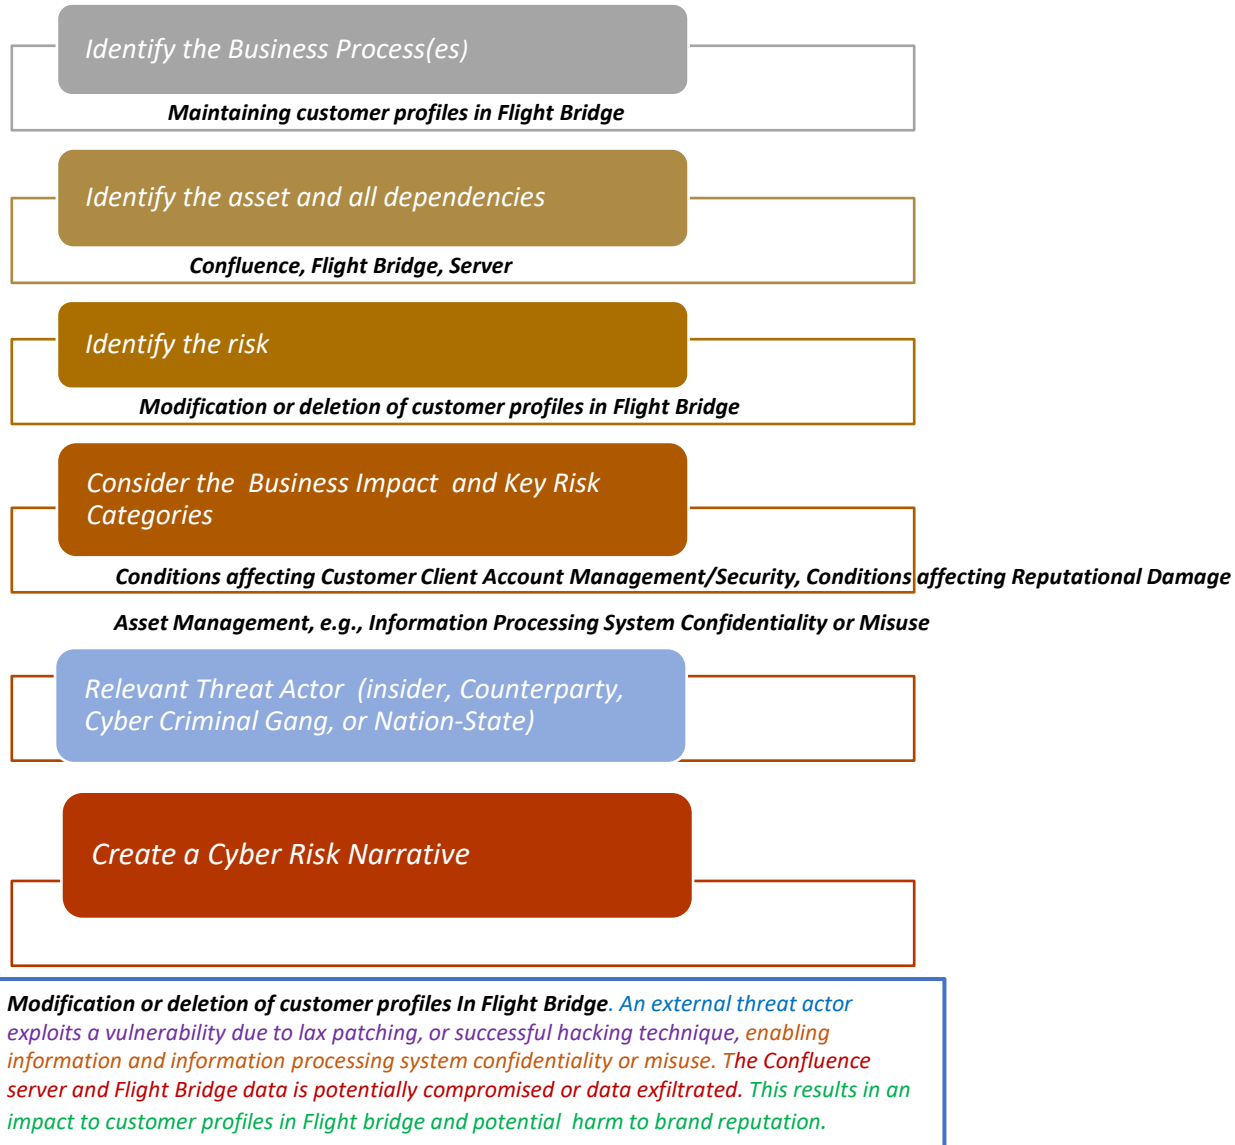 Identify the Business Process(es)
Maintaining customer profiles in Flight Bridge
Identify the asset and all dependencies
Confluence, Flight Bridge, Server
Identify the risk
Modification or deletion of customer profiles in Flight Bridge
Consider the Business Impact and Key Risk
Categories
Conditions affecting Customer Client Account Management/Security, Conditions affecting Reputational Damage
Asset Management, e.g., Information Processing System Confidentiality or Misuse
Relevant Threat Actor (insider, Counterparty,
Cyber Criminal Gang, or Nation-State)
Create a Cyber Risk Narrative
Modification or deletion of customer profiles In Flight Bridge. An external threat actor
exploits a vulnerability due to lax patching, or successful hacking technique, enabling
information and information processing system confidentiality or misuse. The Confluence
server and Flight Bridge data is potentially compromised or data exfiltrated. This results in an
impact to customer profiles in Flight bridge and potential harm to brand reputation.